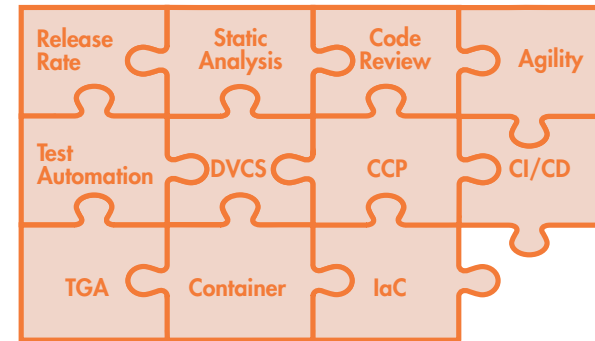 Release
Rate
Static
Analysis
Code
Review
Agility
Test
Automation
DVCS
CCP
CI/CD
TGA
Container
IaC